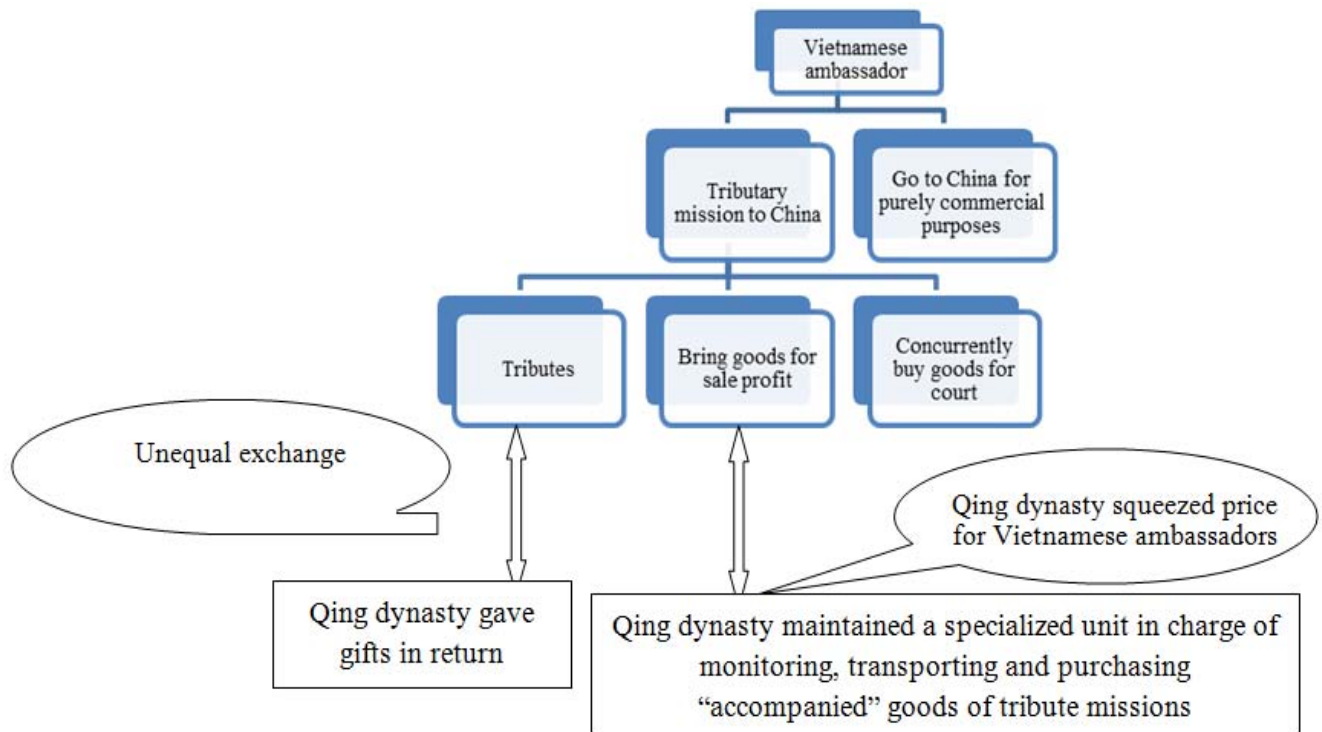 Vietnamese
ambassador
Tributary
mission to China
Go to China for
purely commercial
purposes
Tributes
Bring goods for
sale profit
Concurrently
buy goods for
court
Unequal exchange
Qing dynasty squeezed price
for Vietnamese ambassadors
Qing dynasty gave
gifts in return
Qing dynasty maintained a specialized unit in charge of
monitoring, transporting and purchasing
“accompanied” goods of tribute missions